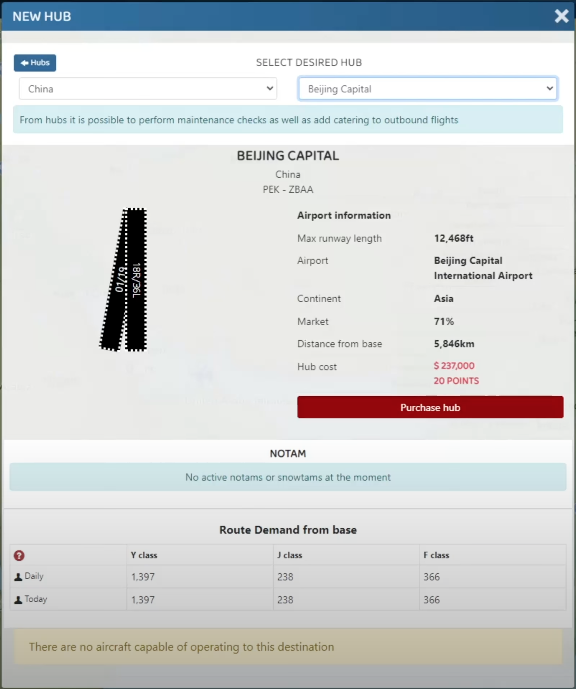 NEW HUB
Hubs
SELECT DESIRED HUB
China
Beijing Capital
From hubs it is possible to perform maintenance checks as well as add catering to outbound flights
BEIJING CAPITAL
China
PEK - ZBAA
01/19
18R/36L
Airport information
Max runway length 12,468ft
Airport Beijing Capital
International Airport
Continent Asia
Market 71%
Distance from base 5,846km
Hub cost $ 237,000
20 POINTS
Purchase hub
NOTAM
No active notams or snowtams at the moment
Route Demand from base
? Y class J class F class
Daily 1,397 238 366
Today 1,397 238 366
There are no aircraft capable of operating to this destination